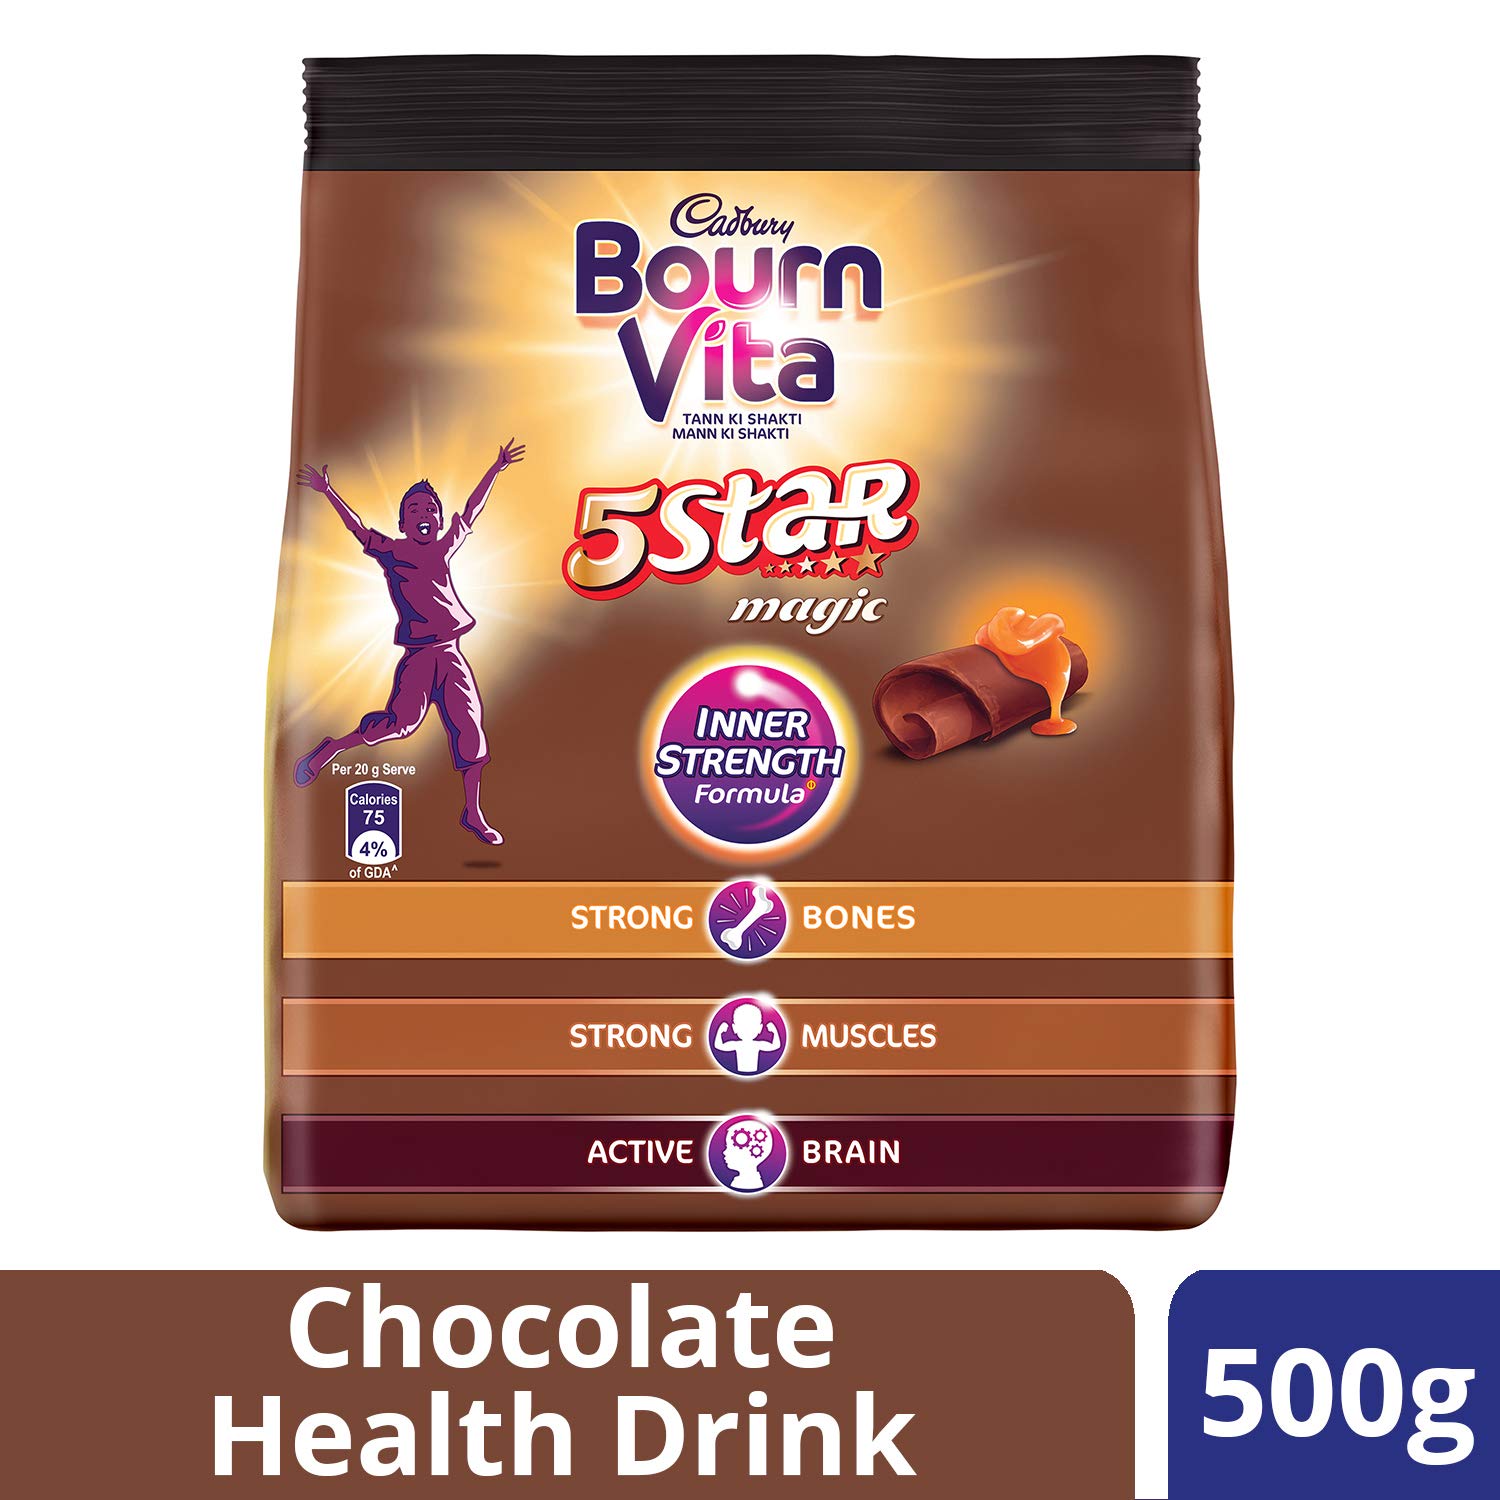 Cadbury
Bourn
Vita
TANN KI SHAKTI
MANN KI SHAKTI
5Star
magic
INNER
STRENGTH
Formula
Per 20 g Serve
Calories
75
4%
of GDA^
STRONG BONES
STRONG MUSCLES
ACTIVE BRAIN
Chocolate
Health Drink
500g